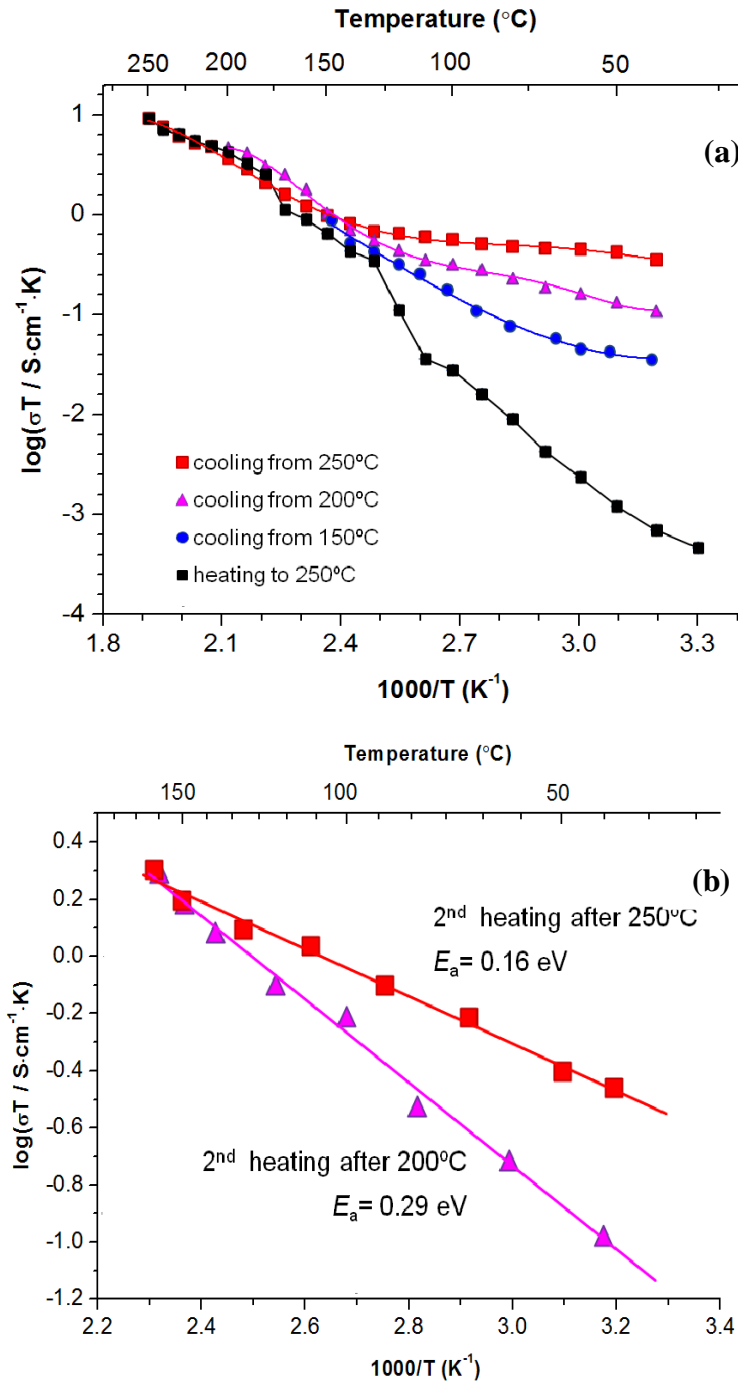 Temperature (°C)
250 200 150 100 50
(a)
1
0
-1
-2
-3
-4
log(σT / S·cm⁻¹·K)
cooling from 250ºC
cooling from 200ºC
cooling from 150ºC
heating to 250ºC
1.8 2.1 2.4 2.7 3.0 3.3
1000/T (K⁻¹)
Temperature (°C)
150 100 50
(b)
0.4
0.2
0.0
-0.2
-0.4
-0.6
-0.8
-1.0
-1.2
log(σT / S·cm⁻¹·K)
2nd heating after 250ºC
Ea= 0.16 eV
2nd heating after 200ºC
Ea= 0.29 eV
2.2 2.4 2.6 2.8 3.0 3.2 3.4
1000/T (K⁻¹)